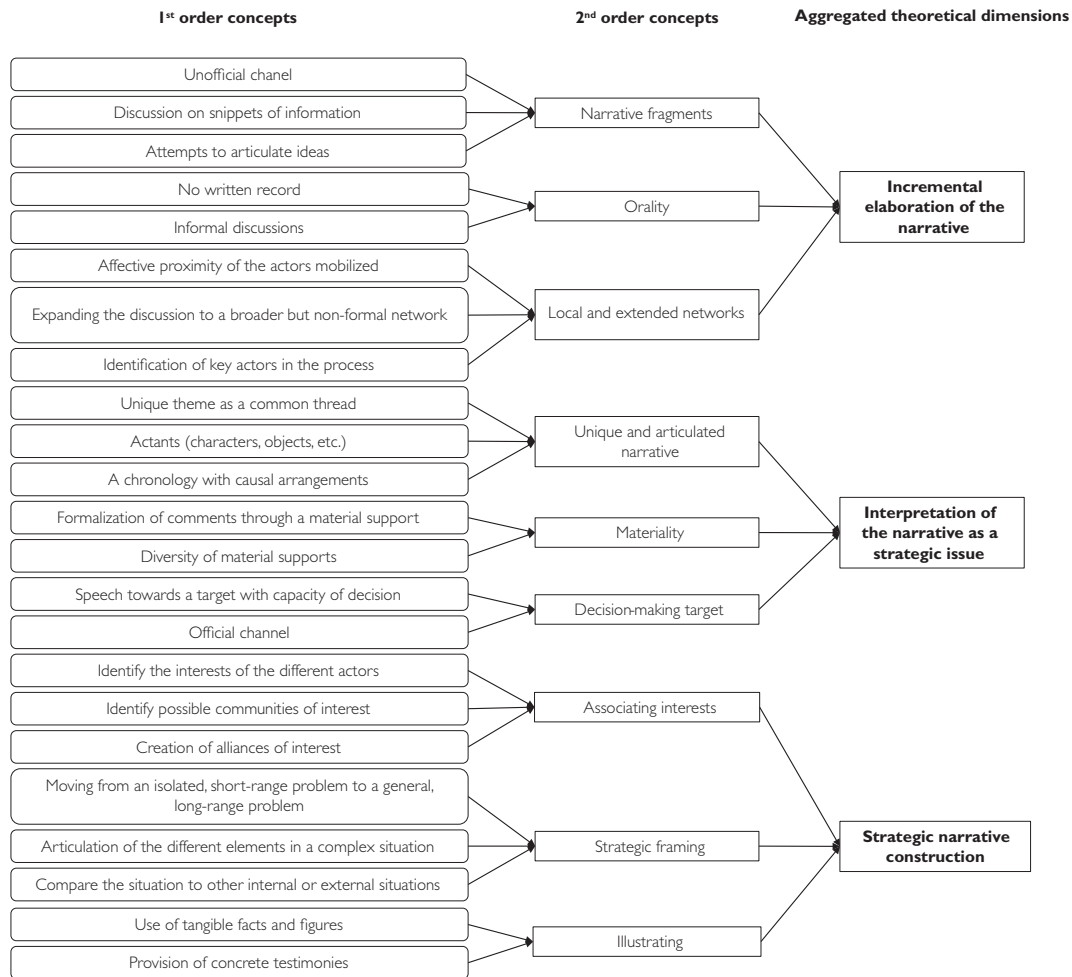 1st order concepts
2nd order concepts
Aggregated theoretical dimensions
Unofficial chanel
Discussion on snippets of information
Attempts to articulate ideas
Narrative fragments
No written record
Informal discussions
Orality
Affective proximity of the actors mobilized
Expanding the discussion to a broader but non-formal network
Identification of key actors in the process
Local and extended networks
Incremental
elaboration of the
narrative
Unique theme as a common thread
Actants (characters, objects, etc.)
A chronology with causal arrangements
Unique and articulated
narrative
Formalization of comments through a material support
Diversity of material supports
Materiality
Speech towards a target with capacity of decision
Official channel
Decision-making target
Interpretation of
the narrative as a
strategic issue
Identify the interests of the different actors
Identify possible communities of interest
Creation of alliances of interest
Associating interests
Moving from an isolated, short-range problem to a general,
long-range problem
Articulation of the different elements in a complex situation
Compare the situation to other internal or external situations
Strategic framing
Use of tangible facts and figures
Provision of concrete testimonies
Illustrating
Strategic narrative
construction